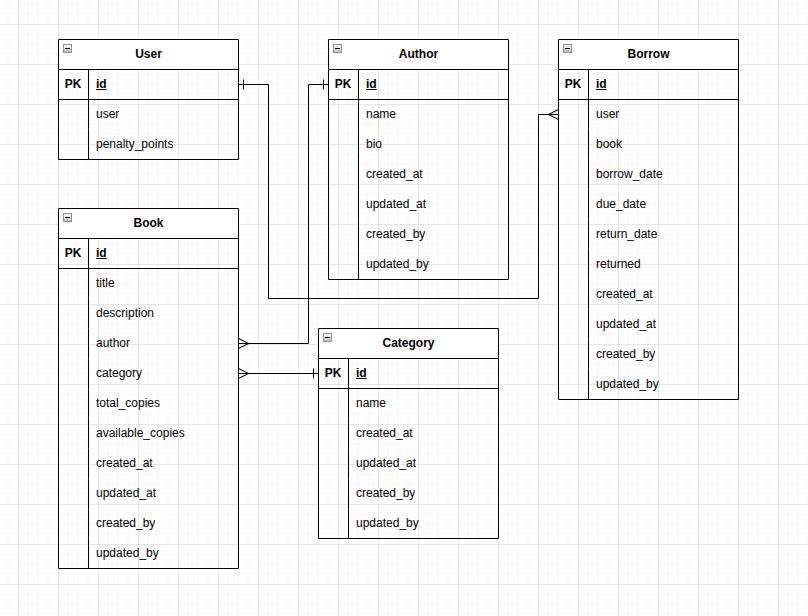 User
PK id
user
penalty_points
Author
PK id
name
bio
created_at
updated_at
created_by
updated_by
Borrow
PK id
user
book
borrow_date
due_date
return_date
returned
created_at
updated_at
created_by
updated_by
Book
PK id
title
description
author
category
total_copies
available_copies
created_at
updated_at
created_by
updated_by
Category
PK id
name
created_at
updated_at
created_by
updated_by